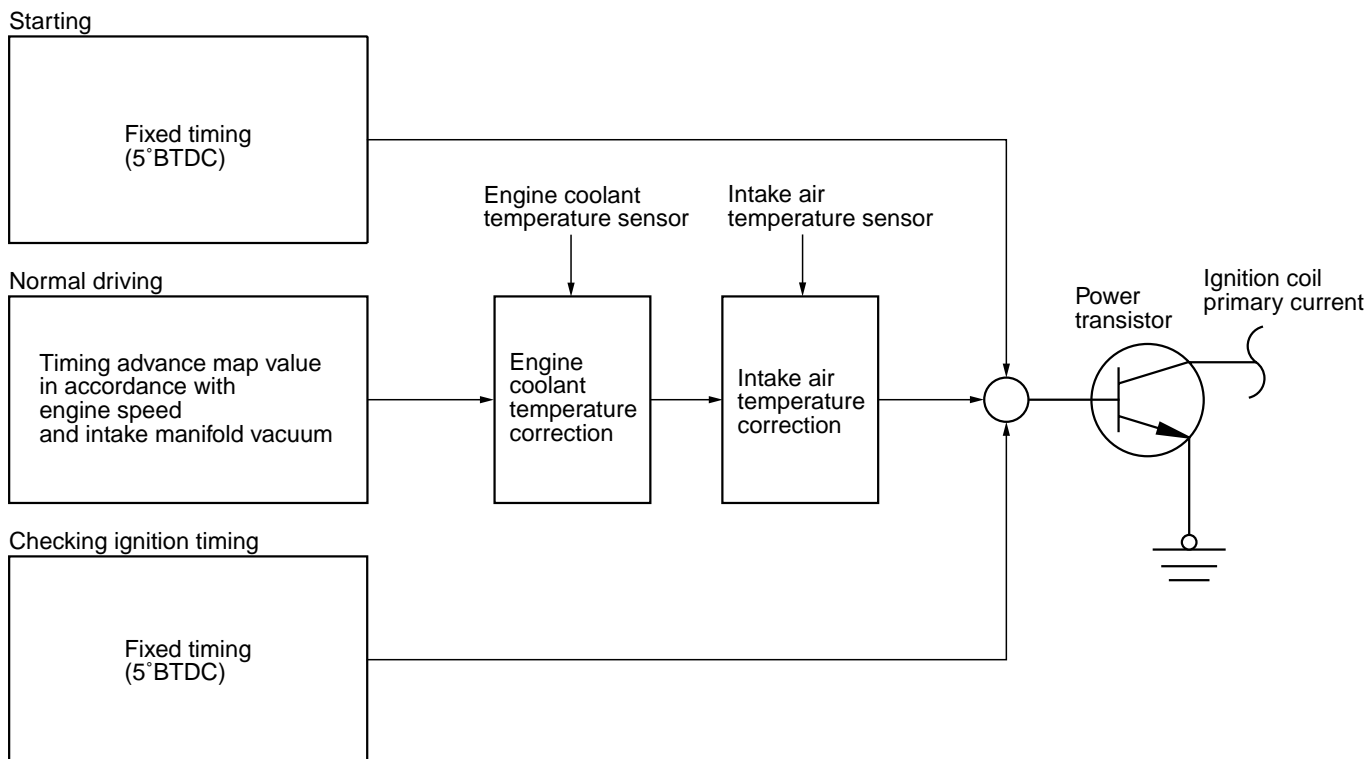 Starting
Fixed timing
(5˚BTDC)
Engine coolant
temperature sensor
Intake air
temperature sensor
Normal driving
Timing advance map value
in accordance with
engine speed
and intake manifold vacuum
Engine
coolant
temperature
correction
Intake air
temperature
correction
Power
transistor
Ignition coil
primary current
Checking ignition timing
Fixed timing
(5˚BTDC)